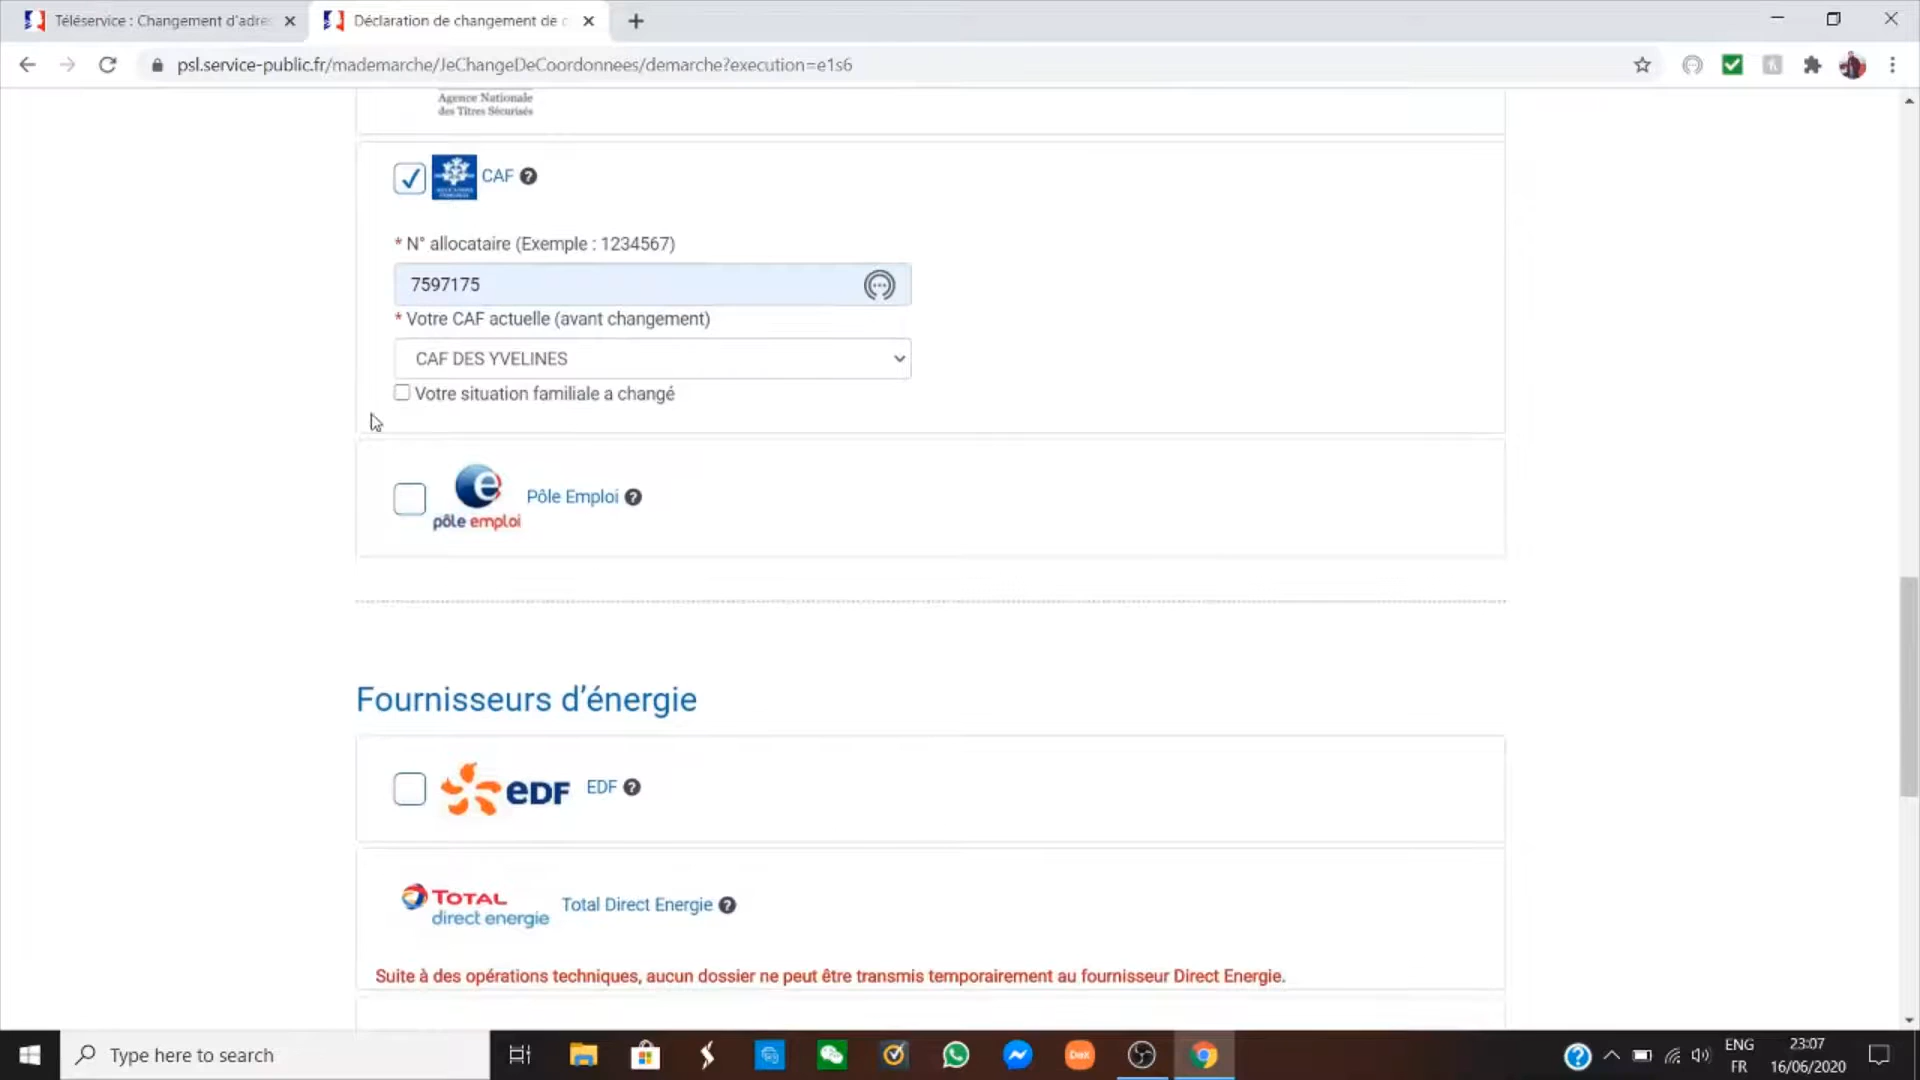 Téléservice : Changement d'adre
Déclaration de changement de c
psl.service-public.fr/mademarche/JeChangeDeCoordonnees/demarche?execution=e1s6
Agence Nationale
des Titres Sécurisés
CAF ?
* N° allocataire (Exemple : 1234567)
7597175
* Votre CAF actuelle (avant changement)
CAF DES YVELINES
Votre situation familiale a changé
pôle emploi
Pôle Emploi ?
Fournisseurs d'énergie
eDF
EDF ?
TOTAL
direct energie
Total Direct Energie ?
Suite à des opérations techniques, aucun dossier ne peut être transmis temporairement au fournisseur Direct Energie.
Type here to search
ENG
FR
23:07
16/06/2020